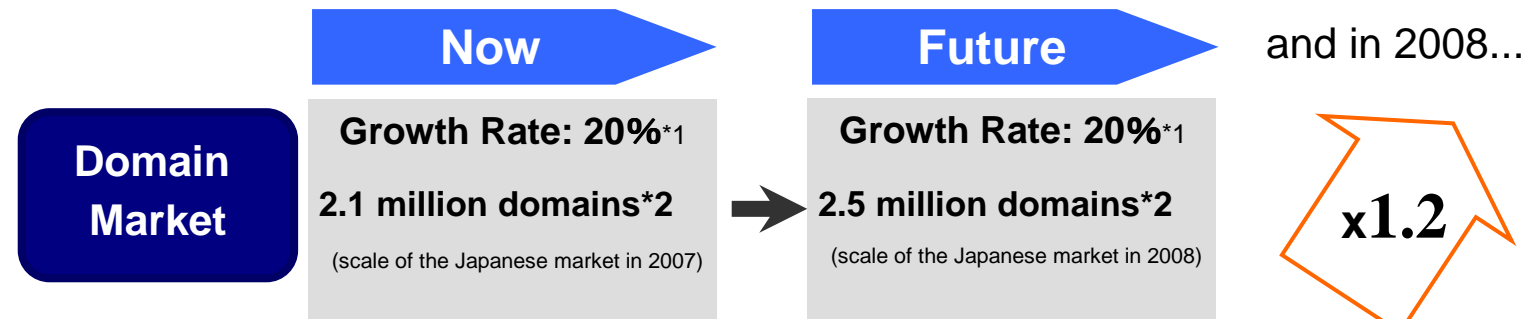 Now
Future
and in 2008...
Domain
Market
Growth Rate: 20%*1
2.1 million domains*2
(scale of the Japanese market in 2007)
Growth Rate: 20%*1
2.5 million domains*2
(scale of the Japanese market in 2008)
x1.2